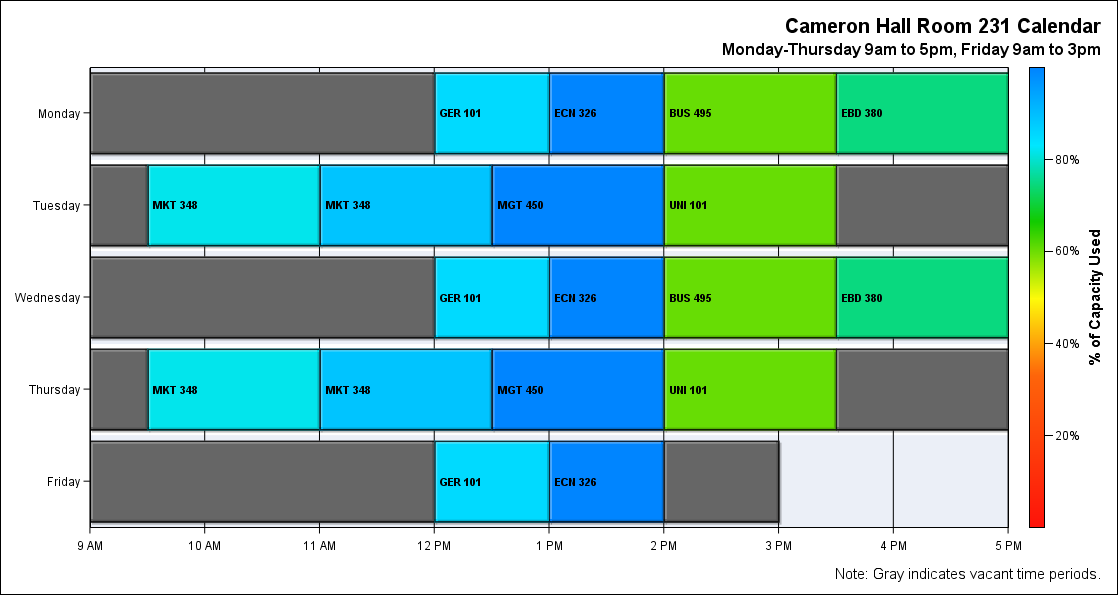 Cameron Hall Room 231 Calendar
Monday-Thursday 9am to 5pm, Friday 9am to 3pm
Monday
GER 101
ECN 326
BUS 495
EBD 380
Tuesday
MKT 348
MKT 348
MGT 450
UNI 101
Wednesday
GER 101
ECN 326
BUS 495
EBD 380
Thursday
MKT 348
MKT 348
MGT 450
UNI 101
Friday
GER 101
ECN 326
9 AM
10 AM
11 AM
12 PM
1 PM
2 PM
3 PM
4 PM
5 PM
80%
60%
40%
20%
% of Capacity Used
Note: Gray indicates vacant time periods.